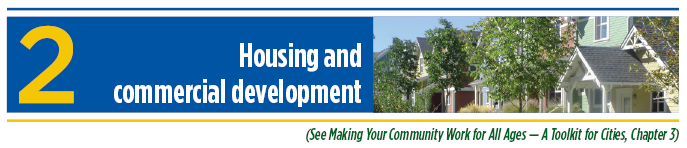 2
Housing and
commercial development
(See Making Your Community Work for All Ages — A Toolkit for Cities, Chapter 3)